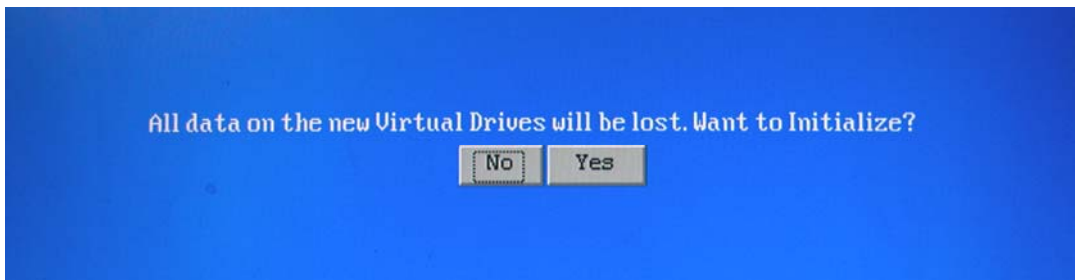 All data on the new Virtual Drives will be lost. Want to Initialize?
No Yes